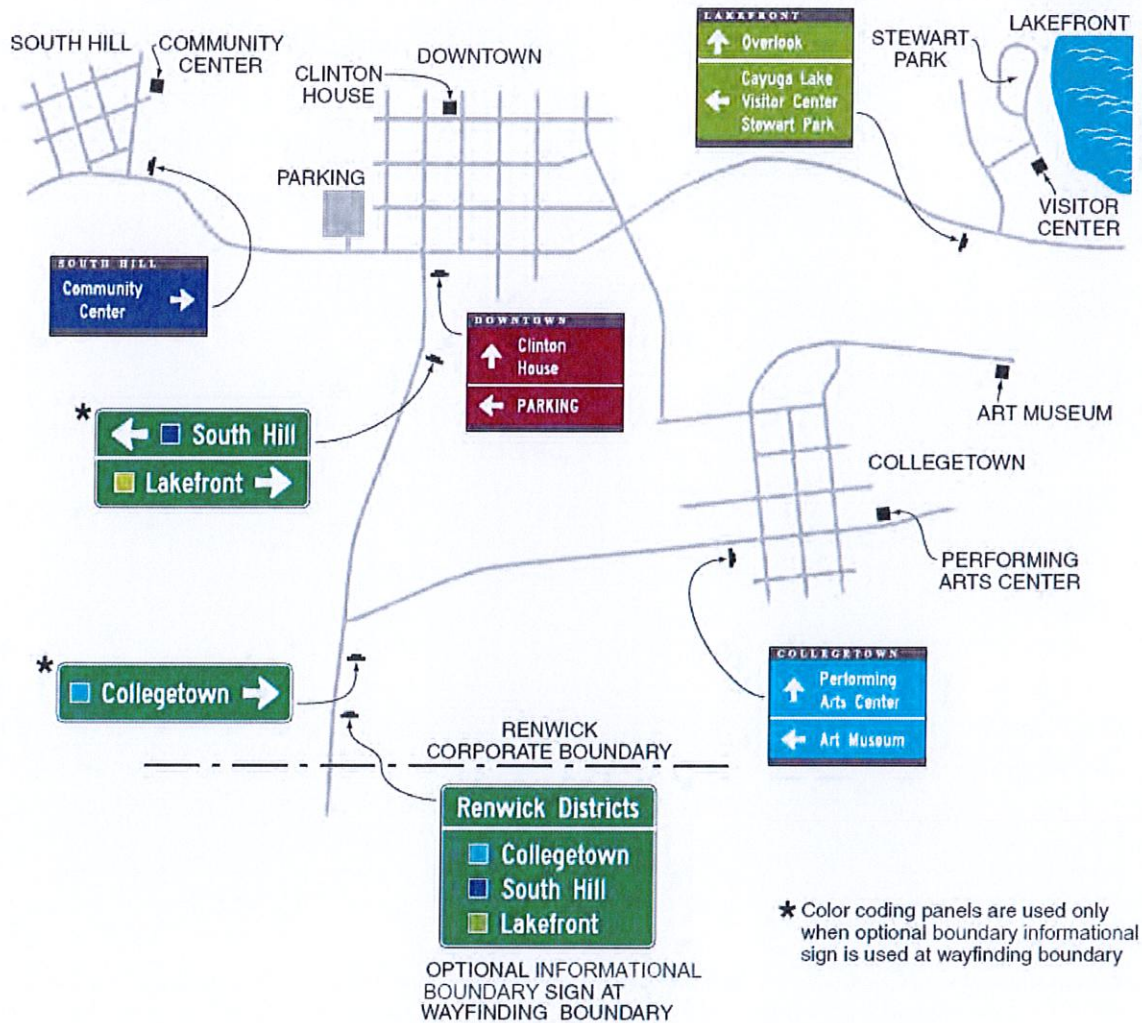 SOUTH HILL
COMMUNITY
CENTER
DOWNTOWN
CLINTON
HOUSE
PARKING
LAKEFRONT
Overlook
Cayuga Lake
Visitor Center
Stewart Park
STEWART
PARK
LAKEFRONT
VISITOR
CENTER
SOUTH HILL
Community
Center
DOWNTOWN
Clinton
House
PARKING
* South Hill
Lakefront
ART MUSEUM
COLLEGETOWN
PERFORMING
ARTS CENTER
* Collegetown
COLLEGETOWN
Performing
Arts Center
Art Museum
RENWICK
CORPORATE BOUNDARY
Renwick Districts
Collegetown
South Hill
Lakefront
OPTIONAL INFORMATIONAL
BOUNDARY SIGN AT
WAYFINDING BOUNDARY
* Color coding panels are used only
when optional boundary informational
sign is used at wayfinding boundary